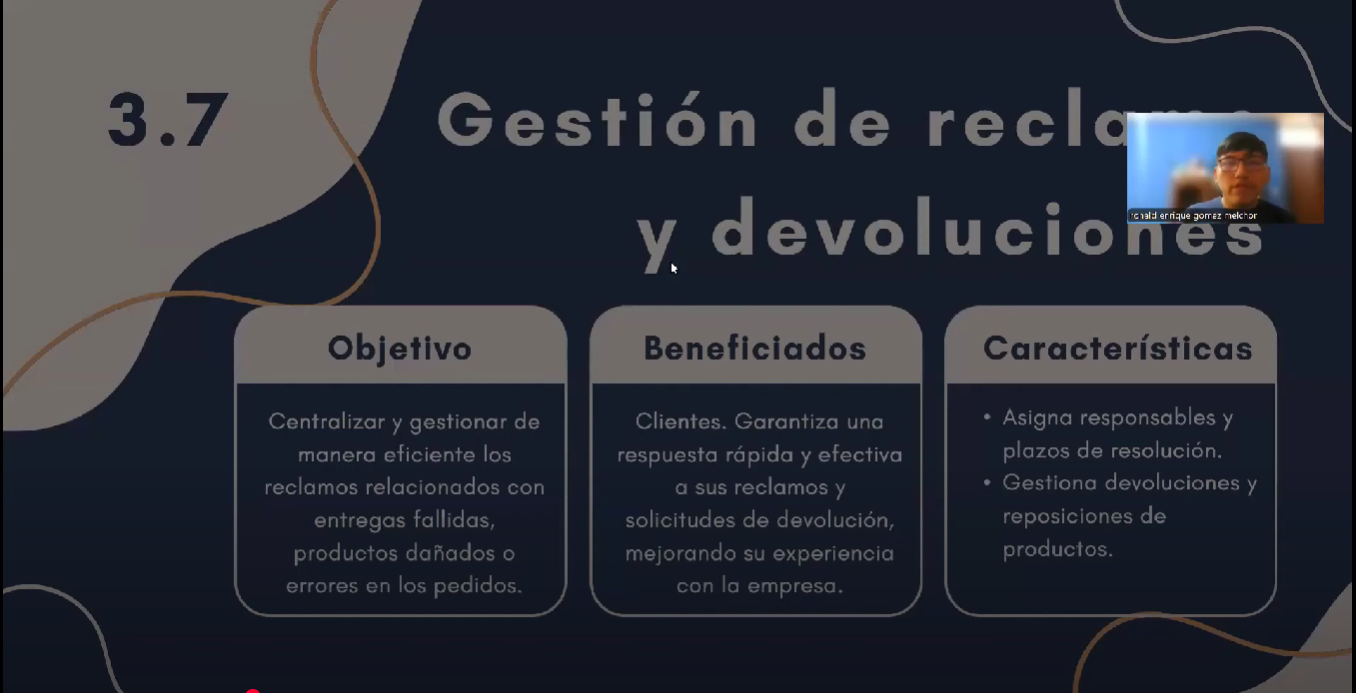 3.7
Gestión de
y devoluciones
ronald enrique gomez melchor
Objetivo
Centralizar y gestionar de
manera eficiente los
reclamos relacionados con
entregas fallidas,
productos dañados o
errores en los pedidos.
Beneficiados
Clientes. Garantiza una
respuesta rápida y efectiva
a sus reclamos y
solicitudes de devolución,
mejorando su experiencia
con la empresa.
Características
• Asigna responsables y
plazos de resolución.
• Gestiona devoluciones y
reposiciones de
productos.